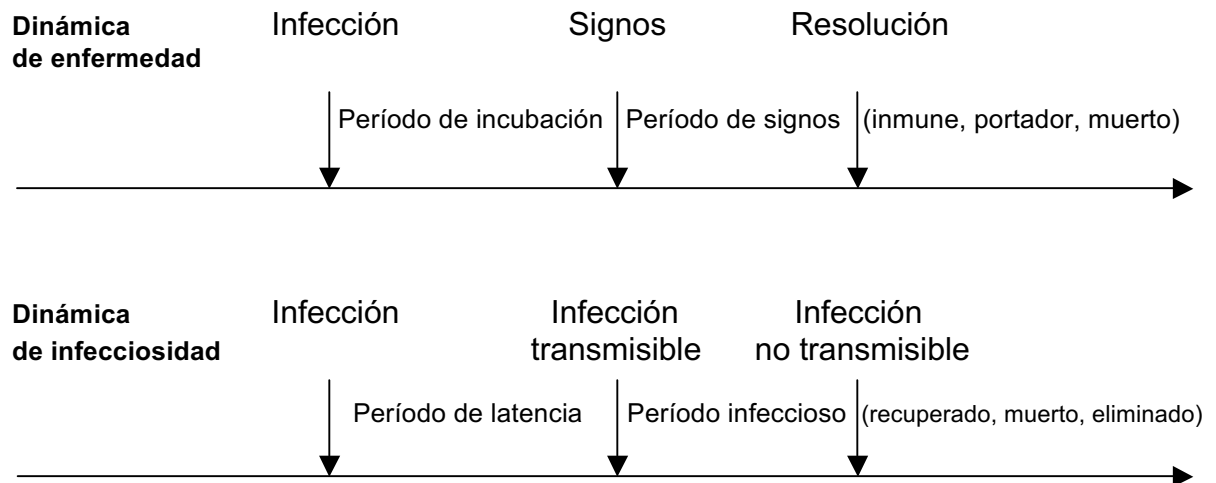 Dinámica
de enfermedad
Infección Signos Resolución
Período de incubación Período de signos (inmune, portador, muerto)
Dinámica
de infecciosidad
Infección Infección
transmisible Infección
no transmisible
Período de latencia Período infeccioso (recuperado, muerto, eliminado)